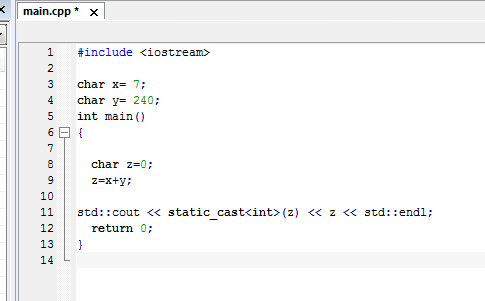 main.cpp * X
1 #include <iostream>
2
3 char x= 7;
4 char y= 240;
5 int main()
6 {
7
8 char z=0;
9 z=x+y;
10
11 std::cout << static_cast<int>(z) << z << std::endl;
12 return 0;
13 }
14